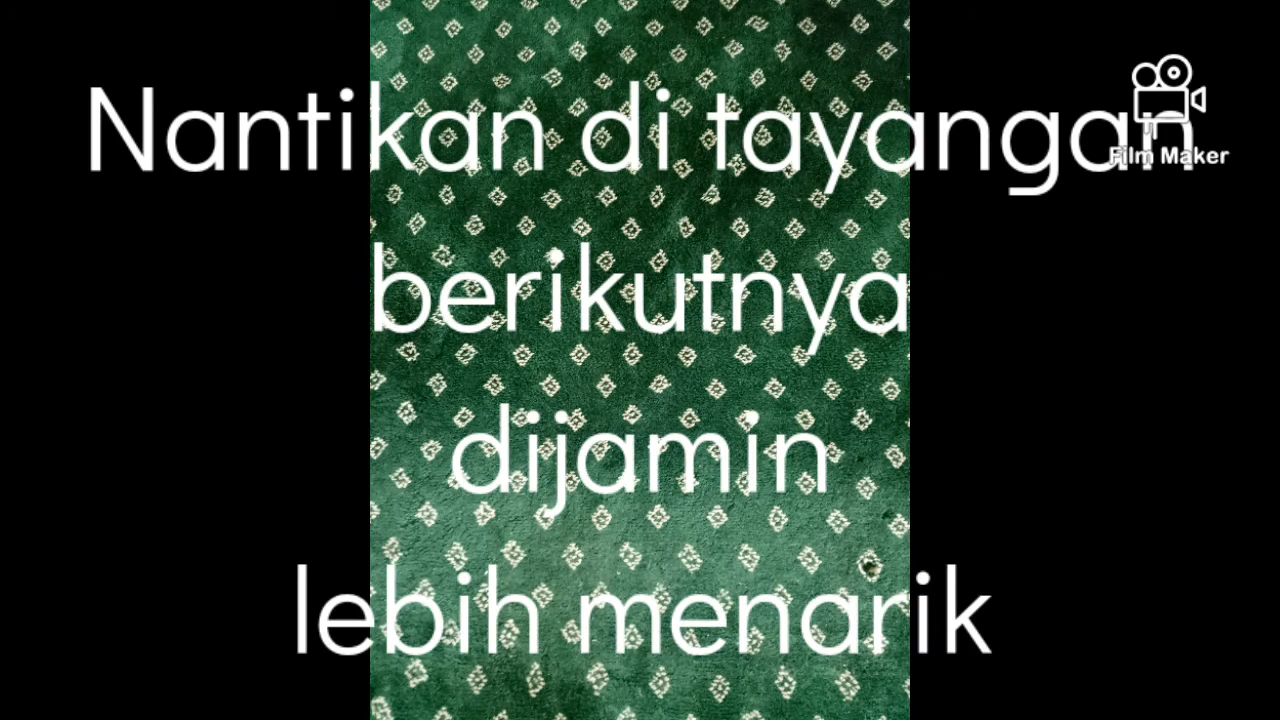 Nantikan di tayangan
Film Maker
berikutnya
dijamin
lebih menarik